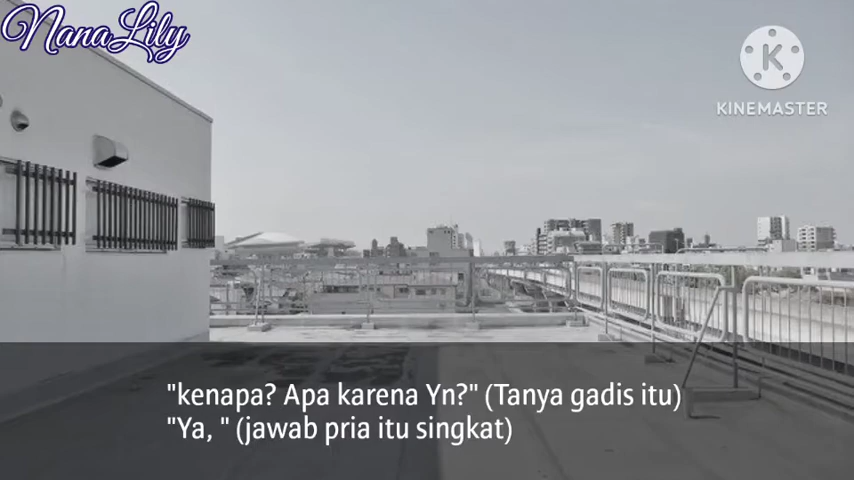 NanaLily
KINEMASTER
"kenapa? Apa karena Yn?" (Tanya gadis itu)
"Ya, " (jawab pria itu singkat)